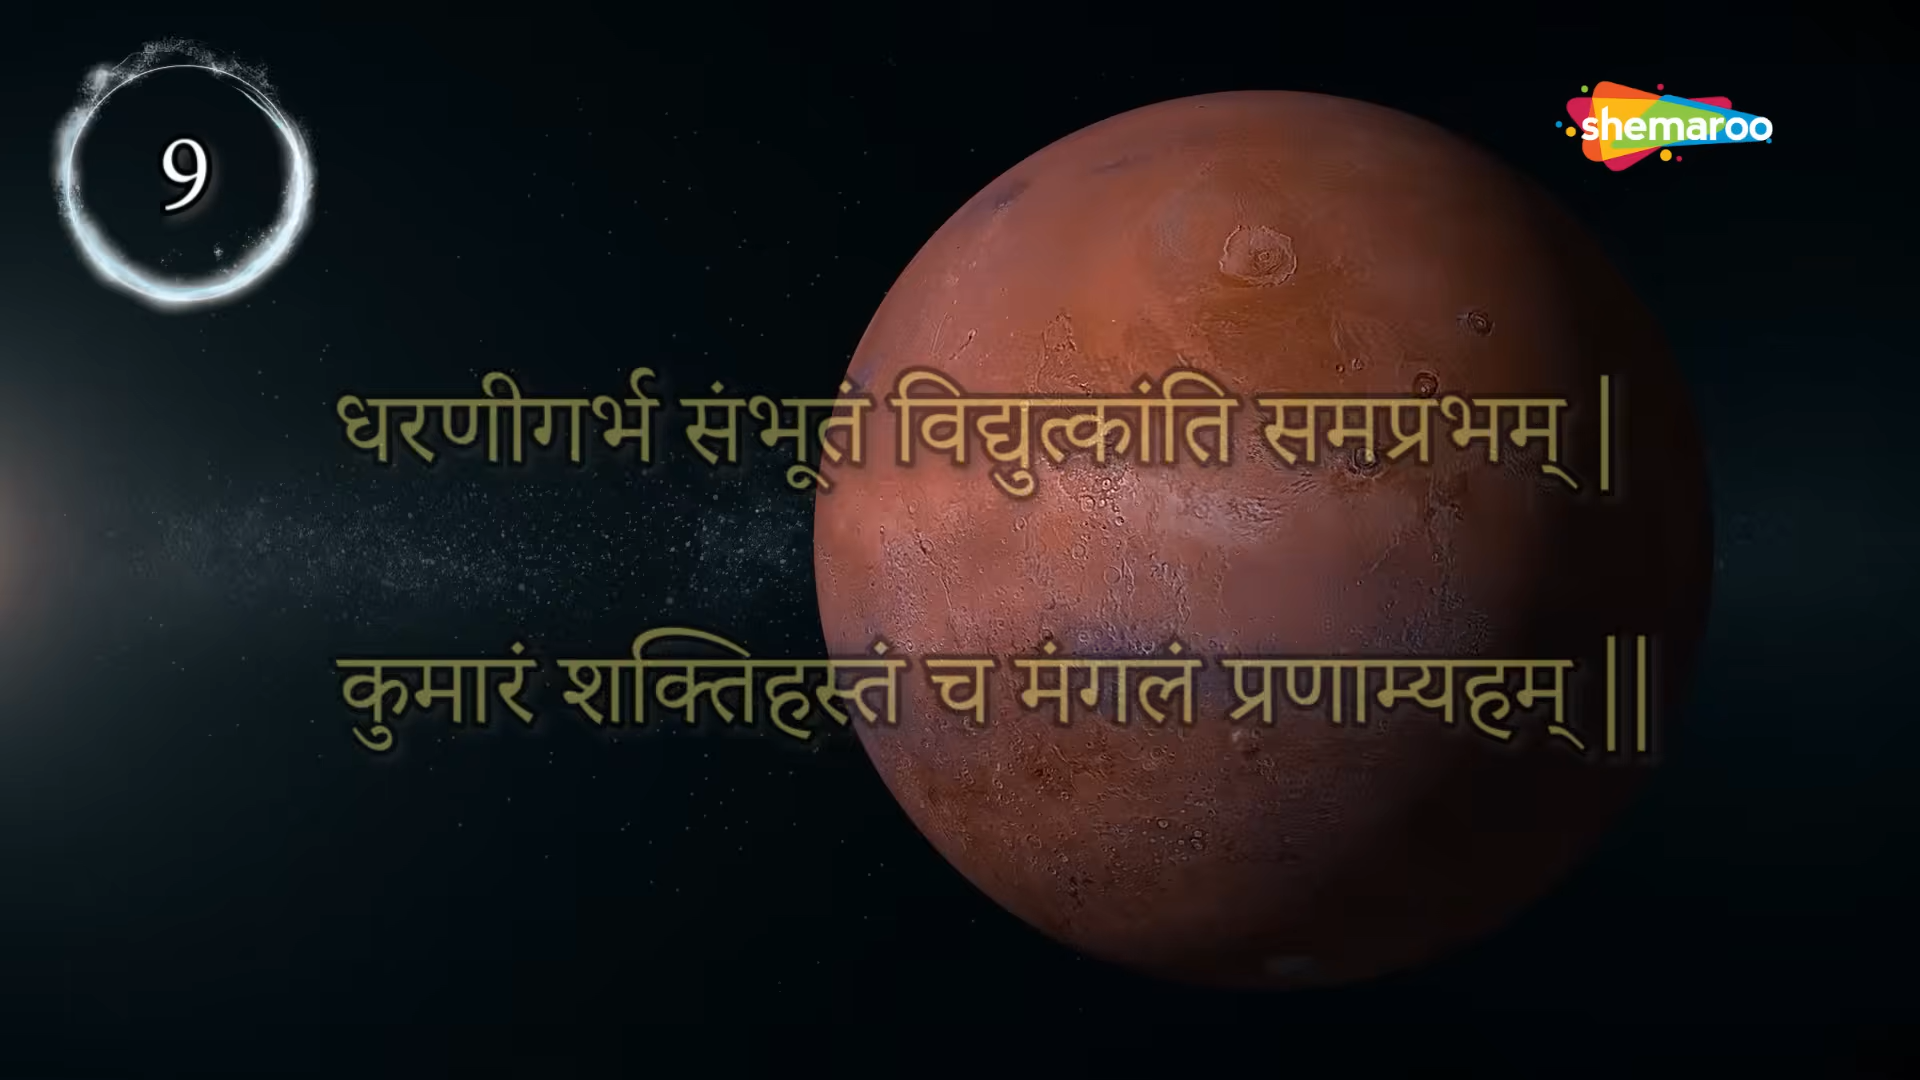 9
shemaroo
धरणीगर्भ संभूतं विद्युत्कांति समप्रभम् |
कुमारं शक्तिहस्तं च मंगलं प्रणाम्यहम् ||